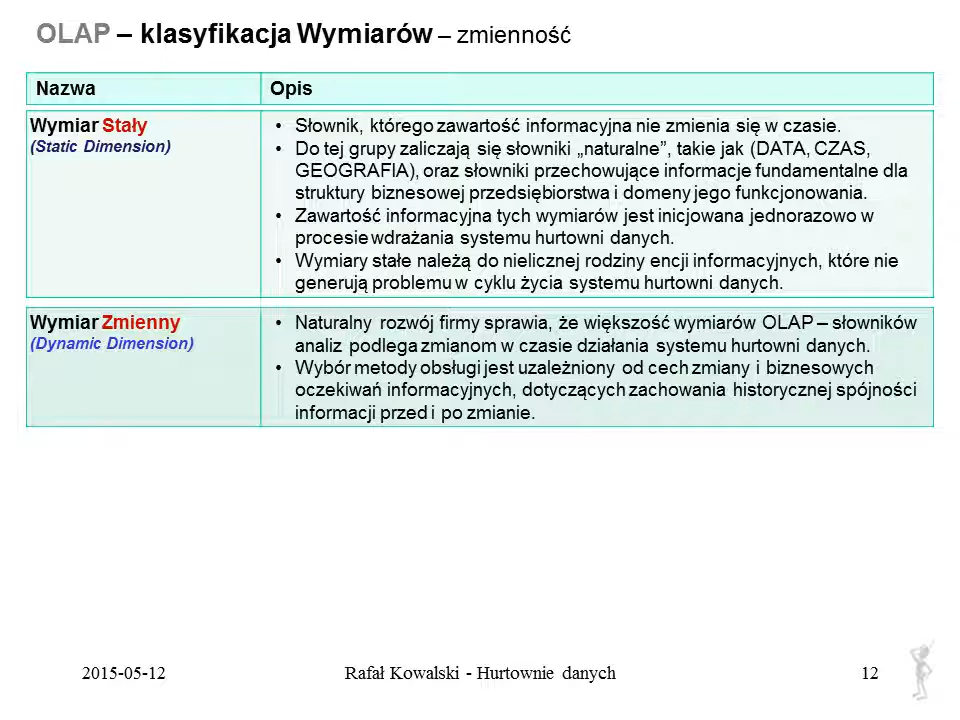 OLAP – klasyfikacja Wymiarów – zmienność
Nazwa
Opis
Wymiar Stały
(Static Dimension)
• Słownik, którego zawartość informacyjna nie zmienia się w czasie.
• Do tej grupy zaliczają się słowniki „naturalne”, takie jak (DATA, CZAS,
GEOGRAFIA), oraz słowniki przechowujące informacje fundamentalne dla
struktury biznesowej przedsiębiorstwa i domeny jego funkcjonowania.
• Zawartość informacyjna tych wymiarów jest inicjowana jednorazowo w
procesie wdrażania systemu hurtowni danych.
• Wymiary stałe należą do nielicznej rodziny encji informacyjnych, które nie
generują problemu w cyklu życia systemu hurtowni danych.
Wymiar Zmienny
(Dynamic Dimension)
• Naturalny rozwój firmy sprawia, że większość wymiarów OLAP – słowników
analiz podlega zmianom w czasie działania systemu hurtowni danych.
• Wybór metody obsługi jest uzależniony od cech zmiany i biznesowych
oczekiwań informacyjnych, dotyczących zachowania historycznej spójności
informacji przed i po zmianie.
2015-05-12
Rafał Kowalski - Hurtownie danych
12